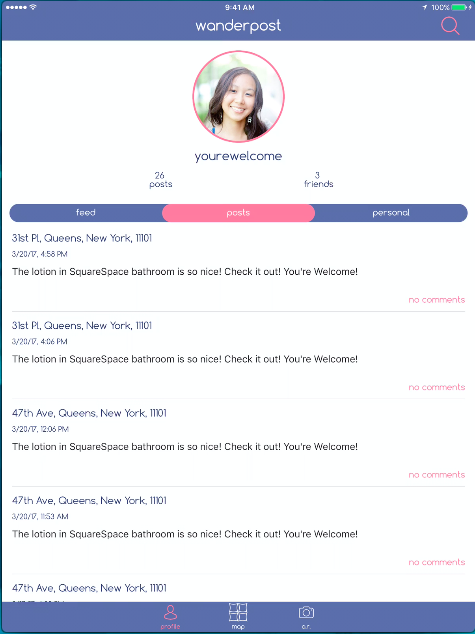 9:41 AM
100%
wanderpost
yourewelcome
26
posts
3
friends
feed
posts
personal
31st Pl, Queens, New York, 11101
3/20/17, 4:58 PM
The lotion in SquareSpace bathroom is so nice! Check it out! You're Welcome!
no comments
31st Pl, Queens, New York, 11101
3/20/17, 4:06 PM
The lotion in SquareSpace bathroom is so nice! Check it out! You're Welcome!
no comments
47th Ave, Queens, New York, 11101
3/20/17, 12:06 PM
The lotion in SquareSpace bathroom is so nice! Check it out! You're Welcome!
no comments
47th Ave, Queens, New York, 11101
3/20/17, 11:53 AM
The lotion in SquareSpace bathroom is so nice! Check it out! You're Welcome!
no comments
47th Ave, Queens, New York, 11101
profile
map
a.r.